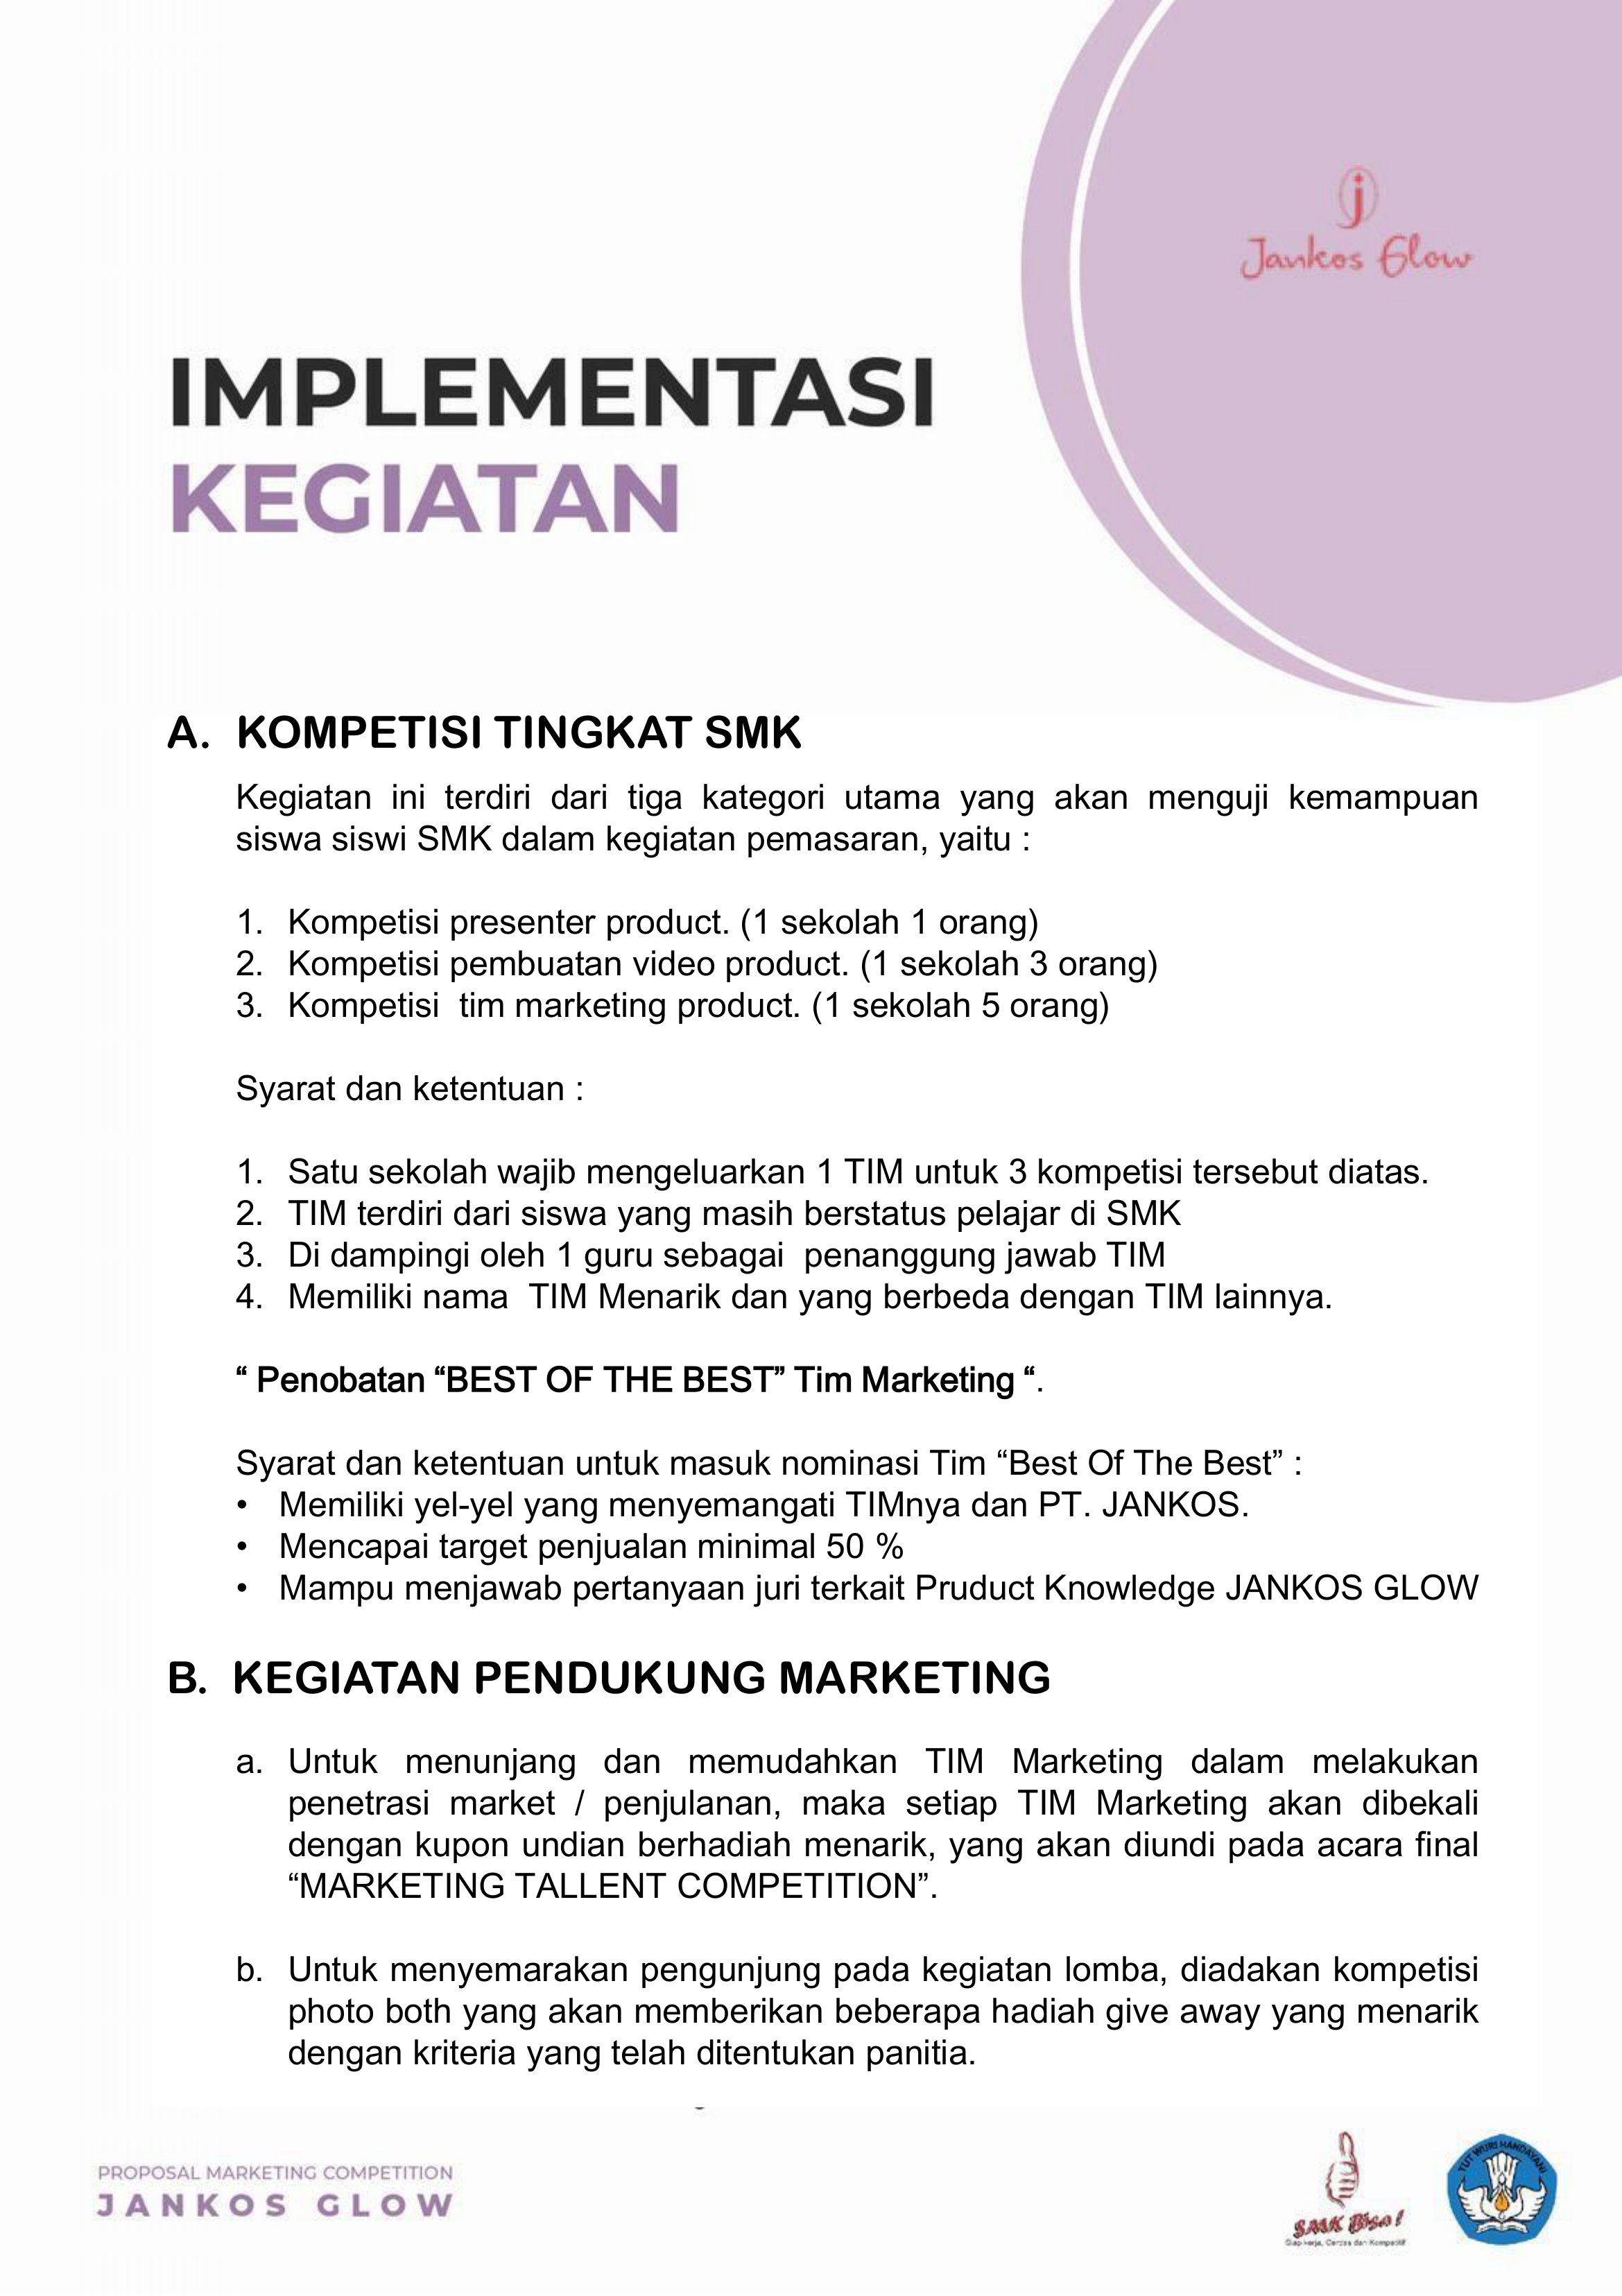 j
Jankos Glow
IMPLEMENTASI
KEGIATAN
A. KOMPETISI TINGKAT SMK
Kegiatan ini terdiri dari tiga kategori utama yang akan menguji kemampuan
siswa siswi SMK dalam kegiatan pemasaran, yaitu :
1. Kompetisi presenter product. (1 sekolah 1 orang)
2. Kompetisi pembuatan video product. (1 sekolah 3 orang)
3. Kompetisi tim marketing product. (1 sekolah 5 orang)
Syarat dan ketentuan :
1. Satu sekolah wajib mengeluarkan 1 TIM untuk 3 kompetisi tersebut diatas.
2. TIM terdiri dari siswa yang masih berstatus pelajar di SMK
3. Di dampingi oleh 1 guru sebagai penanggung jawab TIM
4. Memiliki nama TIM Menarik dan yang berbeda dengan TIM lainnya.
“ Penobatan “BEST OF THE BEST” Tim Marketing “.
Syarat dan ketentuan untuk masuk nominasi Tim “Best Of The Best” :
• Memiliki yel-yel yang menyemangati TIMnya dan PT. JANKOS.
• Mencapai target penjualan minimal 50 %
• Mampu menjawab pertanyaan juri terkait Pruduct Knowledge JANKOS GLOW
B. KEGIATAN PENDUKUNG MARKETING
a. Untuk menunjang dan memudahkan TIM Marketing dalam melakukan
penetrasi market / penjulanan, maka setiap TIM Marketing akan dibekali
dengan kupon undian berhadiah menarik, yang akan diundi pada acara final
“MARKETING TALLENT COMPETITION”.
b. Untuk menyemarakan pengunjung pada kegiatan lomba, diadakan kompetisi
photo both yang akan memberikan beberapa hadiah give away yang menarik
dengan kriteria yang telah ditentukan panitia.
PROPOSAL MARKETING COMPETITION
JANKOS GLOW
SMK Bisa!
Siap kerja, Cerdas dan Kompetitif
TUT WURI HANDAYANI